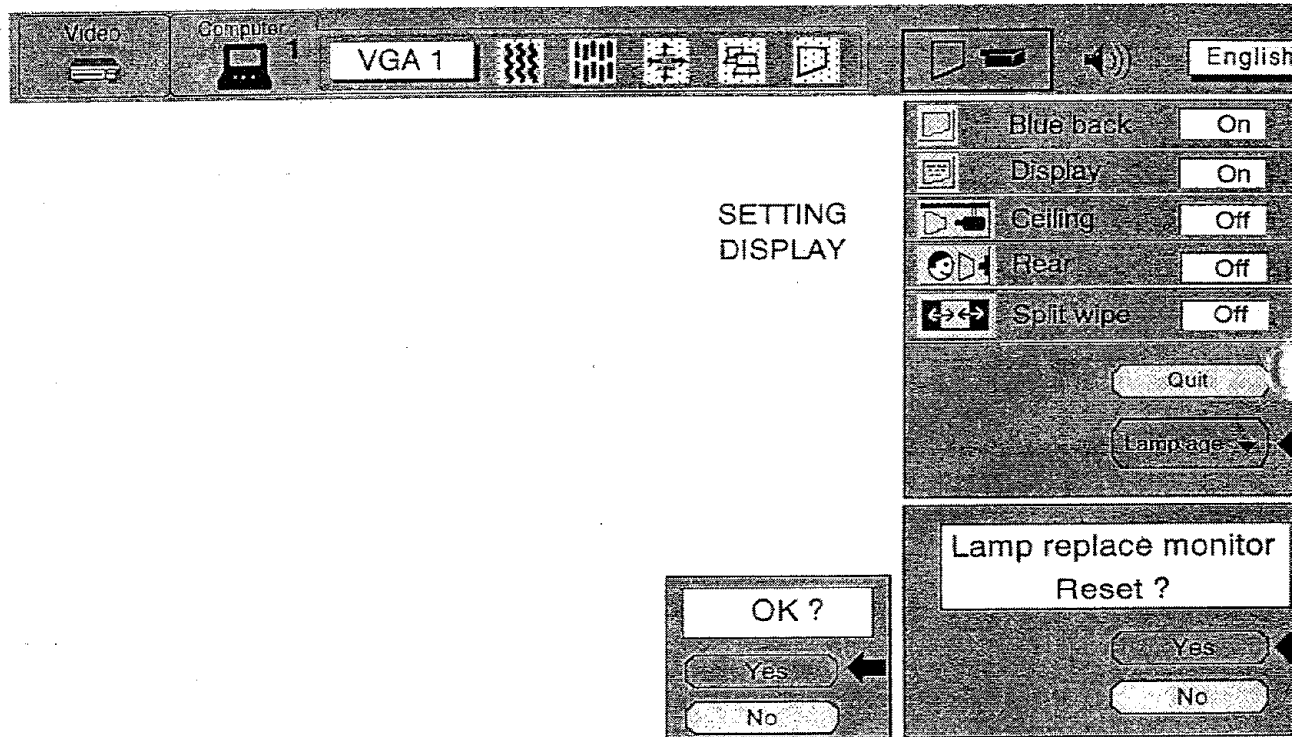 Video
Computer 1
VGA 1
English
Blue back On
Display On
SETTING
DISPLAY
Ceiling Off
Rear Off
Split wipe Off
Quit
Lamp age
Lamp replace monitor
Reset ?
Yes
No
OK ?
Yes
No